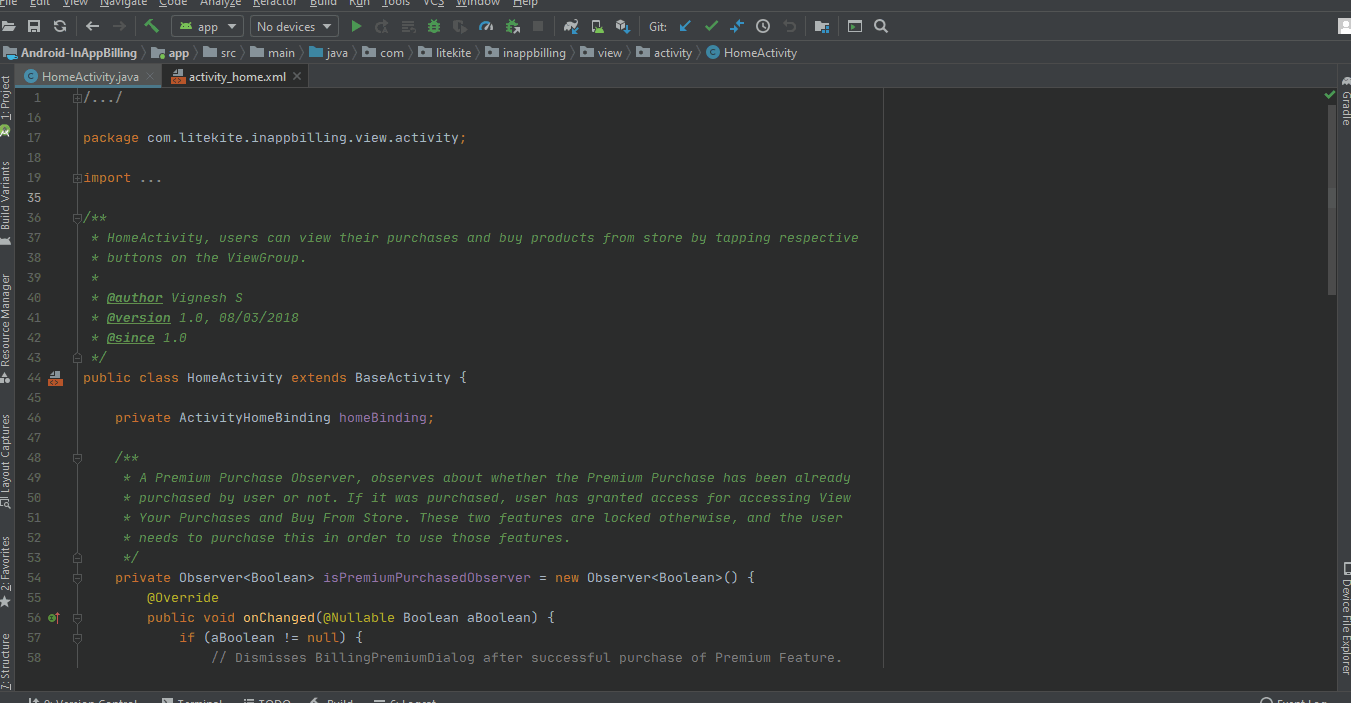 File Edit View Navigate Code Analyze Refactor Build Run Tools VCS Window Help
app No devices Git:
Android-InAppBilling app src main java com litekite inappbilling view activity HomeActivity
HomeActivity.java activity_home.xml
1 /.../
16
17 package com.litekite.inappbilling.view.activity;
18
19 import ...
35
36 /**
37 * HomeActivity, users can view their purchases and buy products from store by tapping respective
38 * buttons on the ViewGroup.
39 *
40 * @author Vignesh S
41 * @version 1.0, 08/03/2018
42 * @since 1.0
43 */
44 public class HomeActivity extends BaseActivity {
45
46 private ActivityHomeBinding homeBinding;
47
48 /**
49 * A Premium Purchase Observer, observes about whether the Premium Purchase has been already
50 * purchased by user or not. If it was purchased, user has granted access for accessing View
51 * Your Purchases and Buy From Store. These two features are locked otherwise, and the user
52 * needs to purchase this in order to use those features.
53 */
54 private Observer<Boolean> isPremiumPurchasedObserver = new Observer<Boolean>() {
55 @Override
56 public void onChanged(@Nullable Boolean aBoolean) {
57 if (aBoolean != null) {
58 // Dismisses BillingPremiumDialog after successful purchase of Premium Feature.
1: Project
Build Variants
Resource Manager
Layout Captures
2: Favorites
7: Structure
Gradle
Device File Explorer
9: Version Control Terminal TODO Build 6: Logcat Event Log